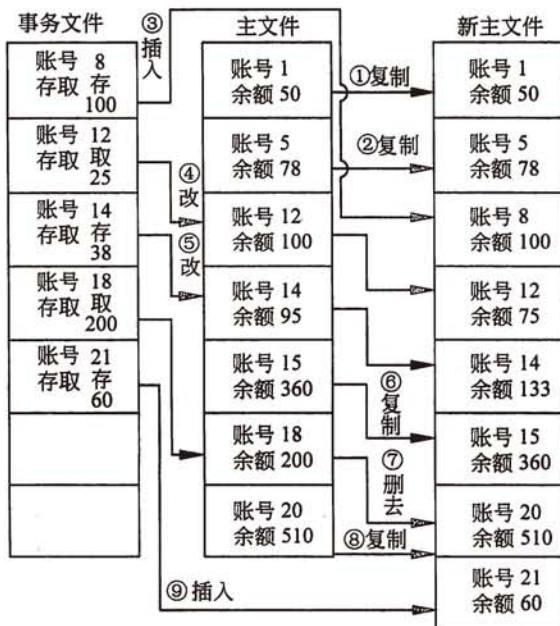 事务文件
账号 8
存取 存
100
账号 12
存取 取
25
账号 14
存取 存
38
账号 18
存取 取
200
账号 21
存取 存
60
③
插
入
④
改
⑤
改
⑨插入
主文件
账号 1
余额 50
账号 5
余额 78
账号 12
余额 100
账号 14
余额 95
账号 15
余额 360
账号 18
余额 200
账号 20
余额 510
①复制
②复制
⑥
复
制
⑦
删
去
⑧复制
新主文件
账号 1
余额 50
账号 5
余额 78
账号 8
余额 100
账号 12
余额 75
账号 14
余额 133
账号 15
余额 360
账号 20
余额 510
账号 21
余额 60